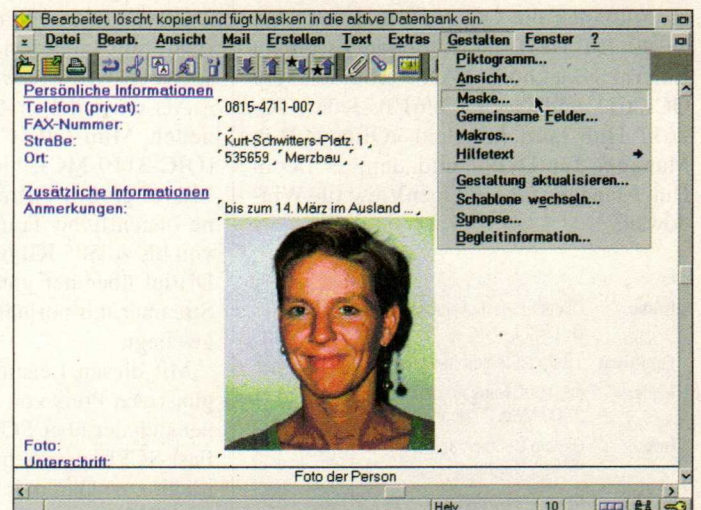 Bearbeitet, löscht, kopiert und fügt Masken in die aktive Datenbank ein.
Datei Bearb. Ansicht Mail Erstellen Text Extras Gestalten Fenster ?
Piktogramm...
Ansicht...
Maske...
Gemeinsame Felder...
Makros...
Hilfetext
Gestaltung aktualisieren...
Schablone wechseln...
Synopse...
Begleitinformation...
Persönliche Informationen
Telefon (privat): 0815-4711-007
FAX-Nummer:
Straße: Kurt-Schwitters-Platz. 1
Ort: 535659 Merzbau
Zusätzliche Informationen
Anmerkungen: bis zum 14. März im Ausland ...
Foto:
Unterschrift:
Foto der Person
Helv 10